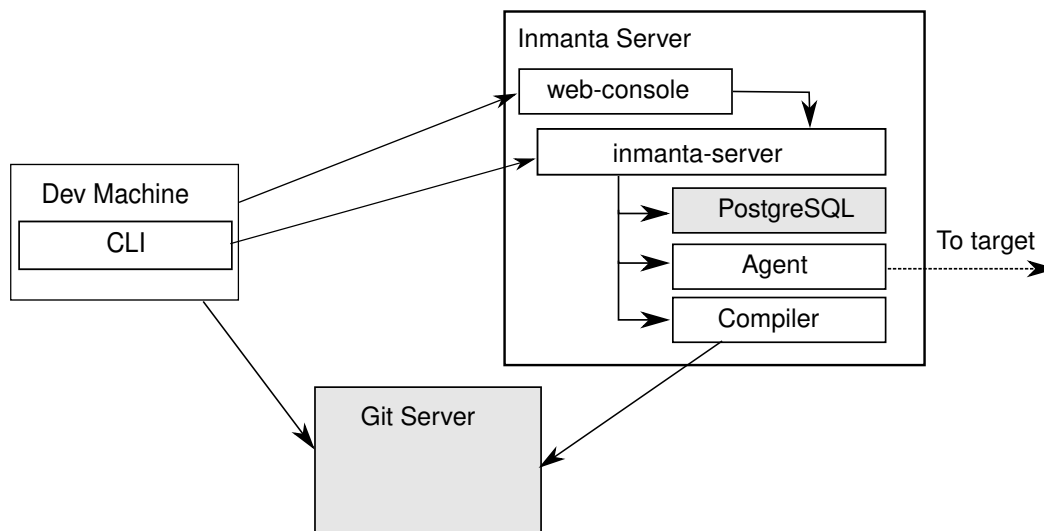 Inmanta Server
web-console
inmanta-server
Dev Machine
CLI
PostgreSQL
Agent
To target
Compiler
Git Server